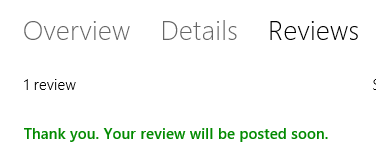 Overview Details Reviews
1 review
Thank you. Your review will be posted soon.